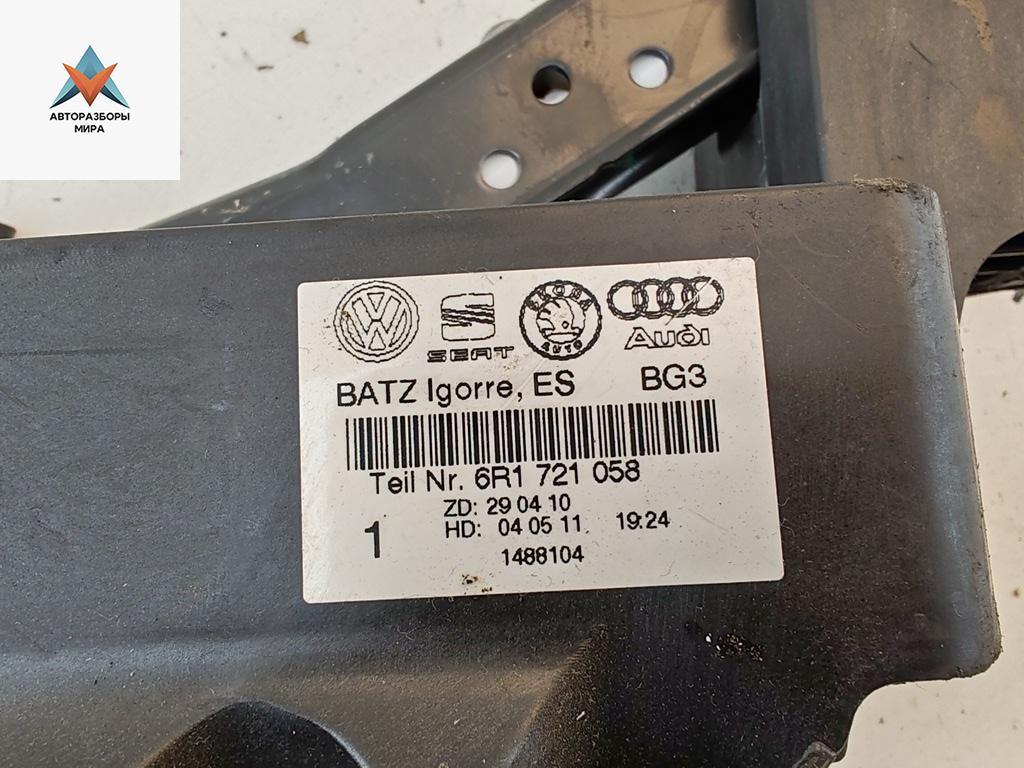 АВТОРАЗБОРЫ
МИРА
SEAT
SKODA
AUTO
Audi
BATZ Igorre, ES BG3
Teil Nr. 6R1 721 058
ZD: 29 04 10
1 HD: 04 05 11 19:24
1488104